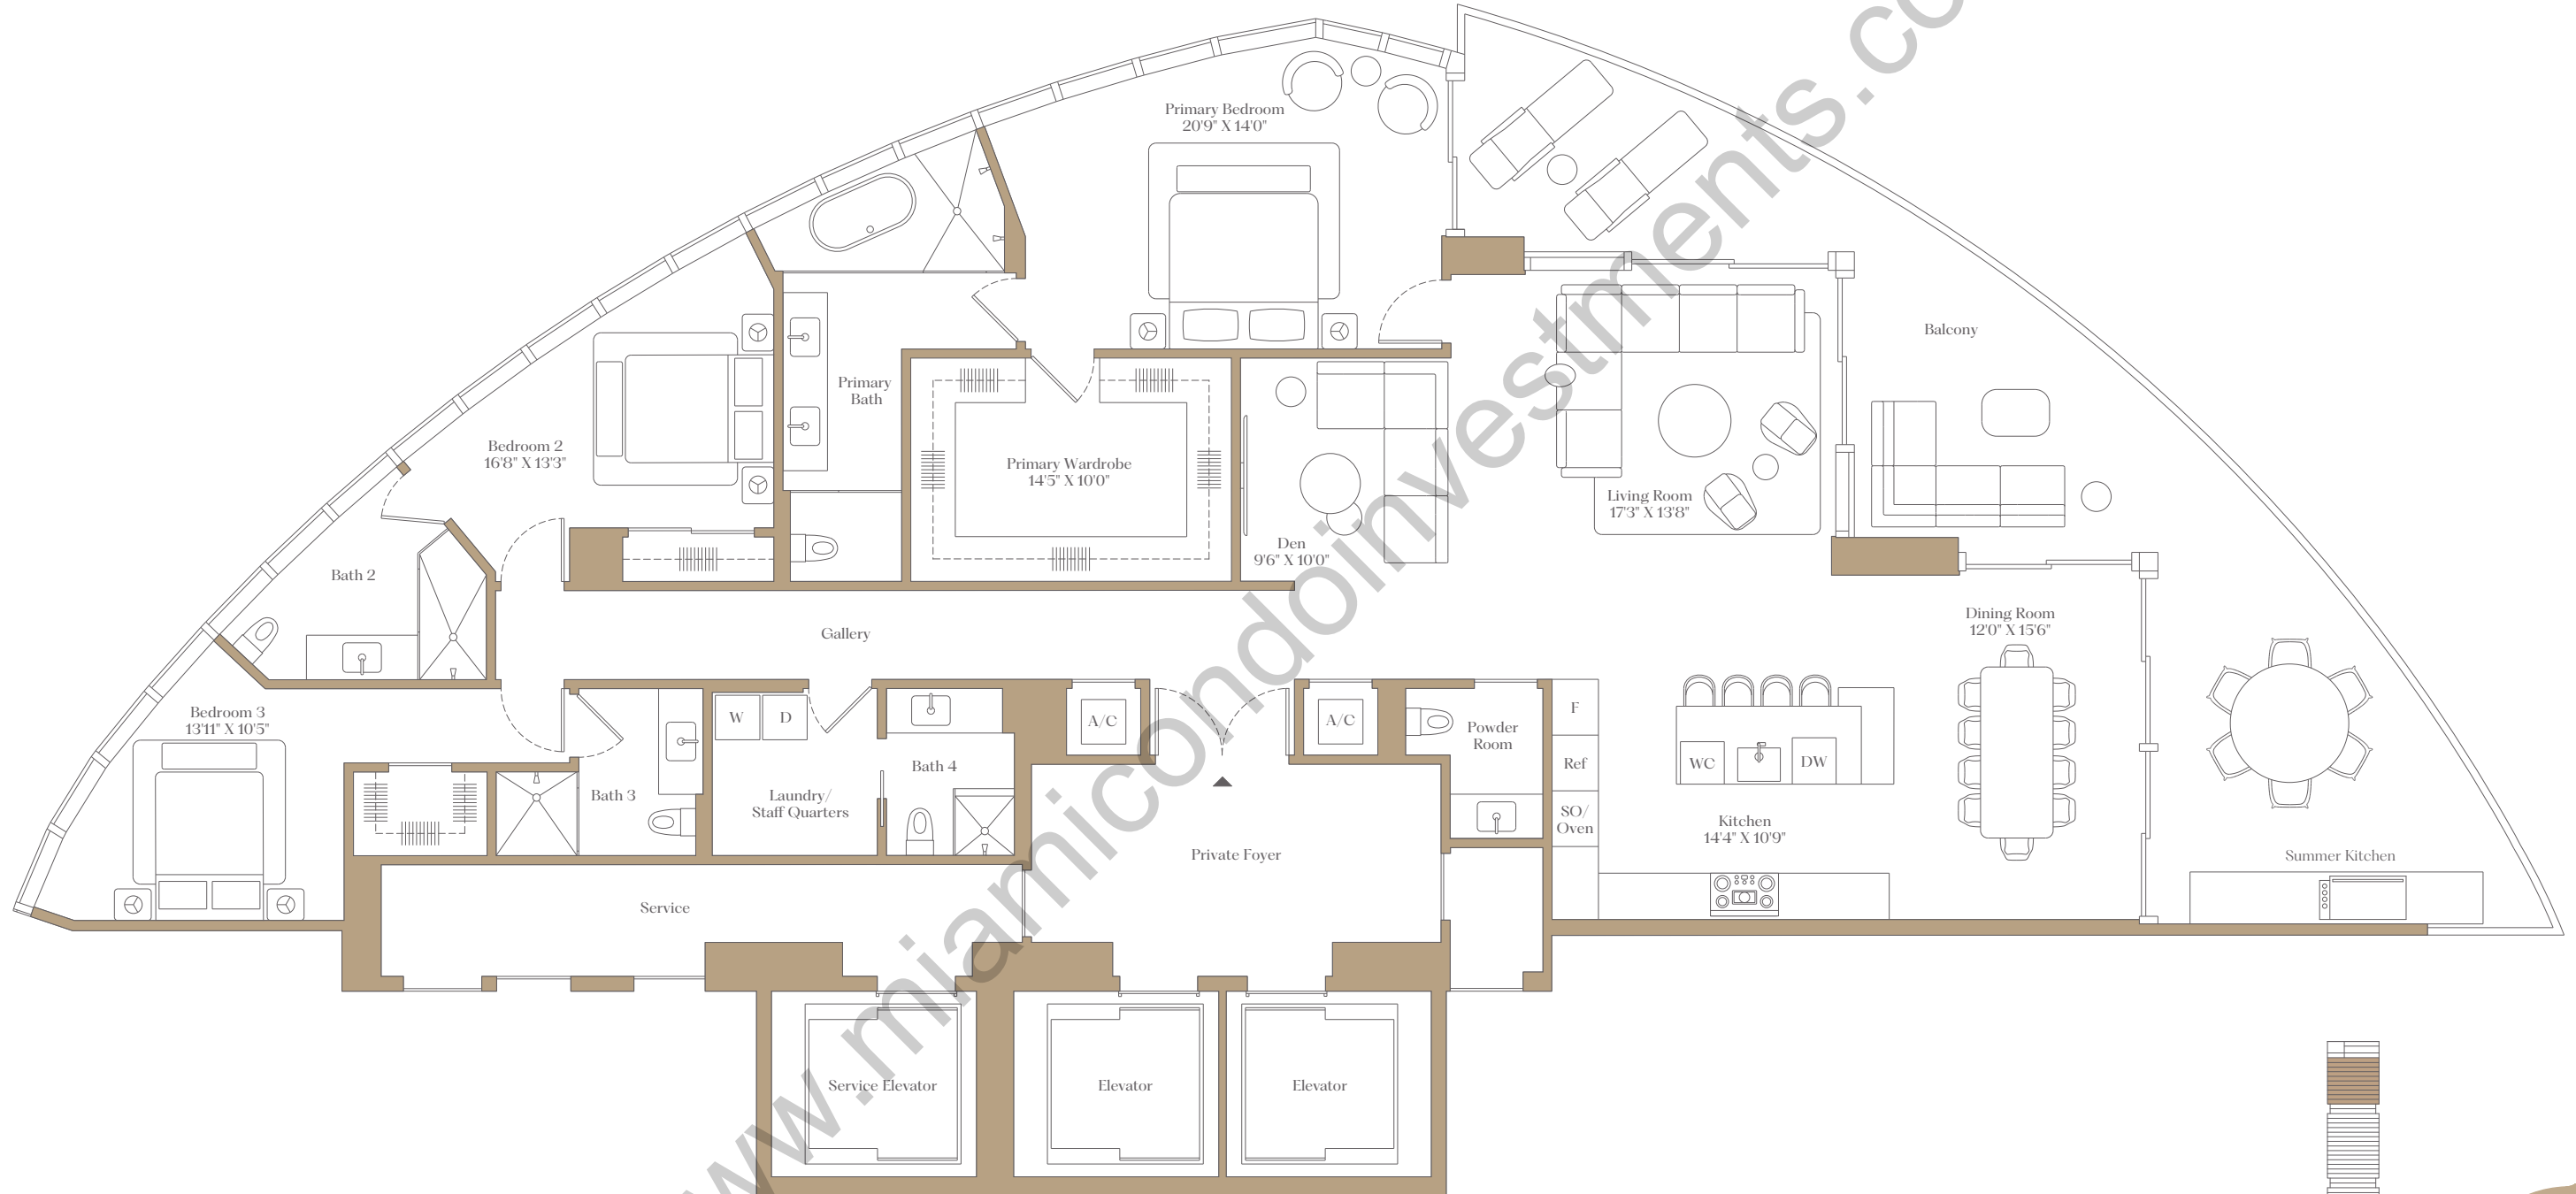 Primary Bedroom
20'9" X 14'0"
Balcony
Primary
Bath
Bedroom 2
16'8" X 13'3"
Primary Wardrobe
14'5" X 10'0"
Living Room
17'3" X 13'8"
Den
9'6" X 10'0"
Bath 2
Dining Room
12'0" X 15'6"
Gallery
Bedroom 3
13'11" X 10'5"
W
D
A/C
A/C
F
Powder
Room
Ref
WC
DW
Bath 4
Bath 3
Laundry/
Staff Quarters
SO/
Oven
Kitchen
14'4" X 10'9"
Private Foyer
Summer Kitchen
Service
Service Elevator
Elevator
Elevator
www.miamicondoinvestments.co